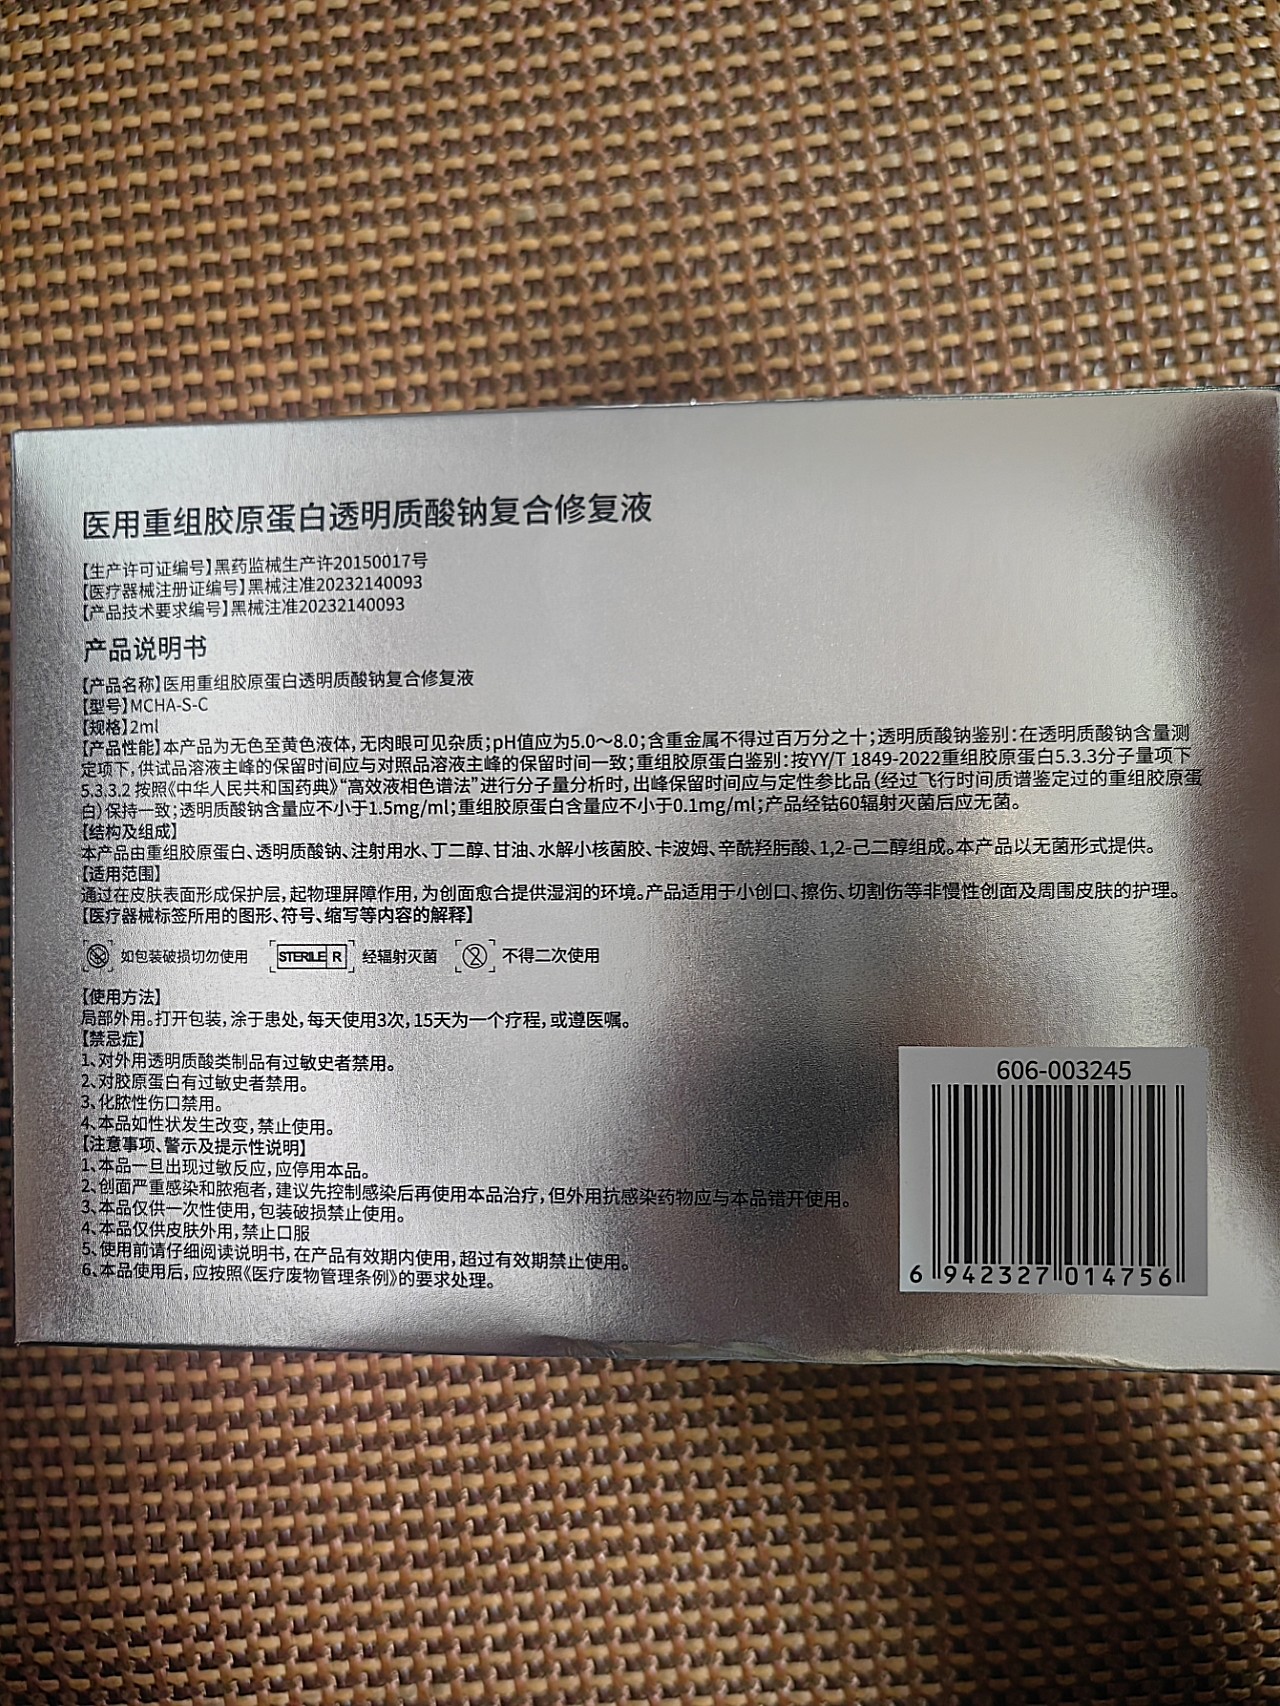 医用重组胶原蛋白透明质酸钠复合修复液
【生产许可证编号】黑药监械生产许20150017号
【医疗器械注册证编号】黑械注准20232140093
【产品技术要求编号】黑械注准20232140093
产品说明书
【产品名称】医用重组胶原蛋白透明质酸钠复合修复液
【型号】MCHA-S-C
【规格】2ml
【产品性能】本产品为无色至黄色液体，无肉眼可见杂质；pH值应为5.0～8.0；含重金属不得过百万分之十；透明质酸钠鉴别：在透明质酸钠含量测
定项下，供试品溶液主峰的保留时间应与对照品溶液主峰的保留时间一致；重组胶原蛋白鉴别：按YY/T 1849-2022重组胶原蛋白5.3.3分子量项下
5.3.3.2 按照《中华人民共和国药典》“高效液相色谱法”进行分子量分析时，出峰保留时间应与定性参比品（经过飞行时间质谱鉴定过的重组胶原蛋
白）保持一致；透明质酸钠含量应不小于1.5mg/ml；重组胶原蛋白含量应不小于0.1mg/ml；产品经钴60辐射灭菌后应无菌。
【结构及组成】
本产品由重组胶原蛋白、透明质酸钠、注射用水、丁二醇、甘油、水解小核菌胶、卡波姆、辛酰羟肟酸、1,2-己二醇组成。本产品以无菌形式提供。
【适用范围】
通过在皮肤表面形成保护层，起物理屏障作用，为创面愈合提供湿润的环境。产品适用于小创口、擦伤、切割伤等非慢性创面及周围皮肤的护理。
【医疗器械标签所用的图形、符号、缩写等内容的解释】
如包装破损切勿使用 STERILE R 经辐射灭菌 2 不得二次使用
【使用方法】
局部外用。打开包装，涂于患处，每天使用3次，15天为一个疗程，或遵医嘱。
【禁忌症】
1、对外用透明质酸类制品有过敏史者禁用。
2、对胶原蛋白有过敏史者禁用。
3、化脓性伤口禁用。
4、本品如性状发生改变，禁止使用。
【注意事项、警示及提示性说明】
1、本品一旦出现过敏反应，应停用本品。
2、创面严重感染和脓疱者，建议先控制感染后再使用本品治疗，但外用抗感染药物应与本品错开使用。
3、本品仅供一次性使用，包装破损禁止使用。
4、本品仅供皮肤外用，禁止口服
5、使用前请仔细阅读说明书，在产品有效期内使用，超过有效期禁止使用。
6、本品使用后，应按照《医疗废物管理条例》的要求处理。
606-003245
6 942327 014756